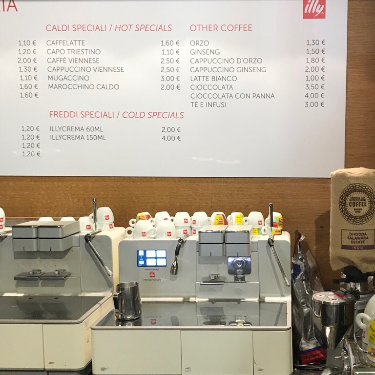 IA
illy
CALDI SPECIALI / HOT SPECIALS
OTHER COFFEE
1,10 €
1,20 €
2,00 €
1,30 €
1,10 €
1,60 €
1,60 €
CAFFELATTE 1,60 €
CAPO TRIESTINO 1,10 €
CAFFÈ VIENNESE 2,50 €
CAPPUCCINO VIENNESE 2,50 €
MUGACCINO 3,00 €
MAROCCHINO CALDO 2,00 €
ORZO 1,30 €
GINSENG 1,50 €
CAPPUCCINO D'ORZO 1,80 €
CAPPUCCINO GINSENG 2,00 €
LATTE BIANCO 1,00 €
CIOCCOLATA 3,50 €
CIOCCOLATA CON PANNA 4,00 €
TÈ E INFUSI 3,00 €
FREDDI SPECIALI / COLD SPECIALS
1,20 €
1,20 €
1,20 €
1,20 €
ILLYCREMA 60ML 2,00 €
ILLYCREMA 150ML 4,00 €
COFFEE